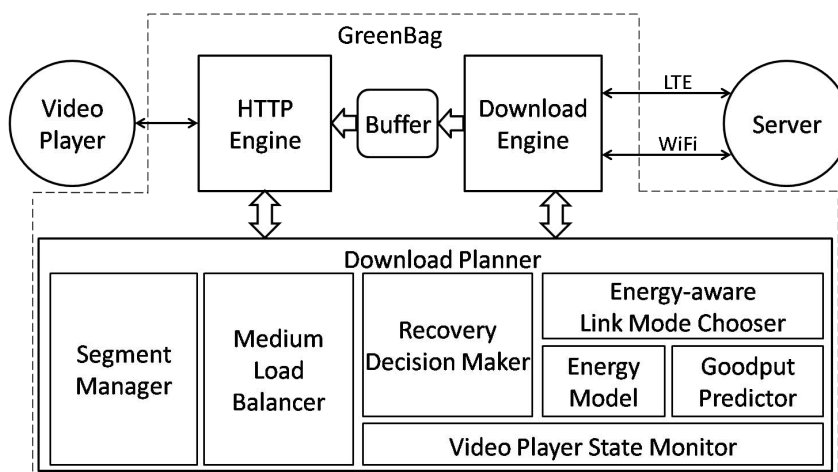 GreenBag
Video
Player
HTTP
Engine
Buffer
Download
Engine
LTE
WiFi
Server
Download Planner
Segment
Manager
Medium
Load
Balancer
Recovery
Decision Maker
Energy-aware
Link Mode Chooser
Energy
Model
Goodput
Predictor
Video Player State Monitor